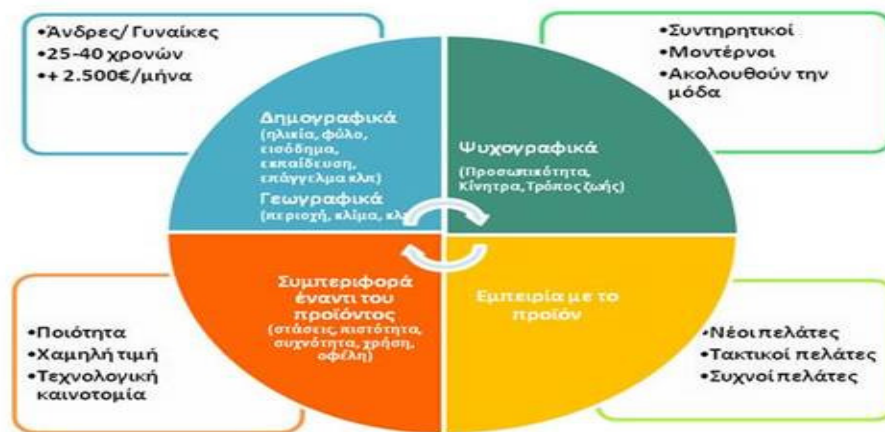 •Άνδρες/ Γυναίκες
•25-40 χρονών
•+ 2.500€/μήνα
•Συντηρητικοί
•Μοντέρνοι
•Ακολουθούν την
μόδα
Δημογραφικά
(ηλικία, φύλο,
εισόδημα,
εκπαίδευση,
επάγγελμα κλπ)
Γεωγραφικά
(περιοχή, κλίμα, κλ
Ψυχογραφικά
(Προσωπικότητα,
Κίνητρα, Τρόπος ζωής)
Συμπεριφορά
έναντι του
προϊόντος
(στάσεις, πιστότητα,
συχνότητα, χρήση,
οφέλη)
Εμπειρία με το
προϊόν
•Ποιότητα
•Χαμηλή τιμή
•Τεχνολογική
καινοτομία
•Νέοι πελάτες
•Τακτικοί πελάτες
•Συχνοί πελάτες